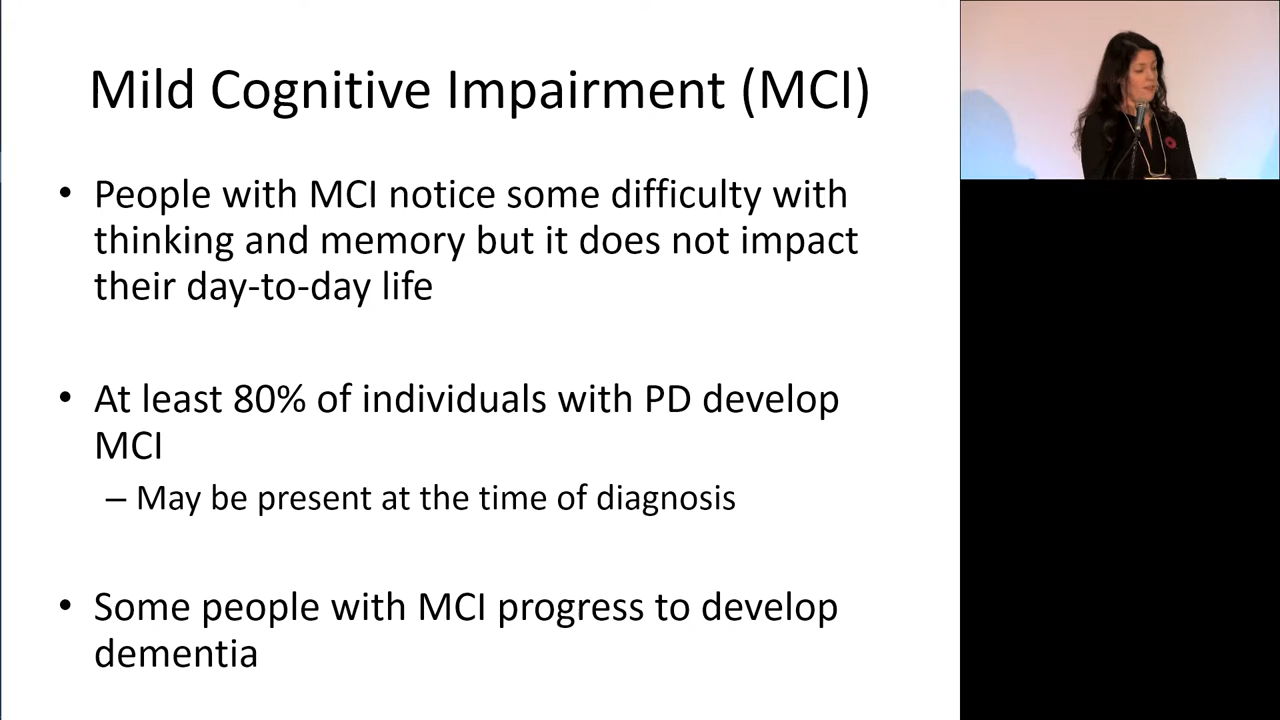 Mild Cognitive Impairment (MCI)
• People with MCI notice some difficulty with
thinking and memory but it does not impact
their day-to-day life
• At least 80% of individuals with PD develop
MCI
– May be present at the time of diagnosis
• Some people with MCI progress to develop
dementia